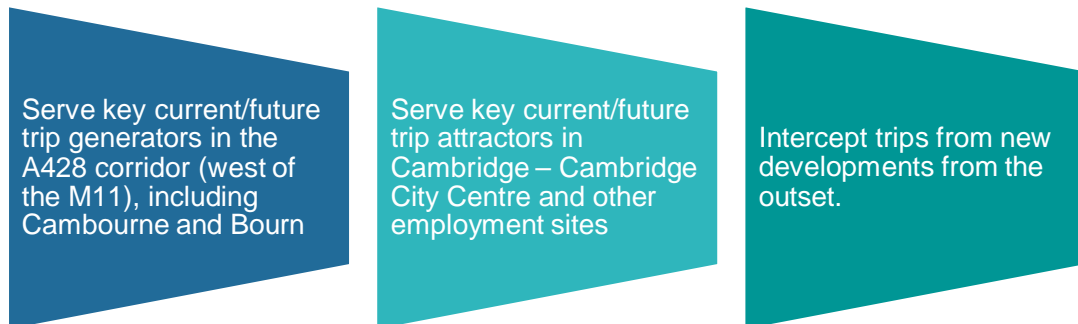 Serve key current/future
trip generators in the
A428 corridor (west of
the M11), including
Cambourne and Bourn
Serve key current/future
trip attractors in
Cambridge – Cambridge
City Centre and other
employment sites
Intercept trips from new
developments from the
outset.